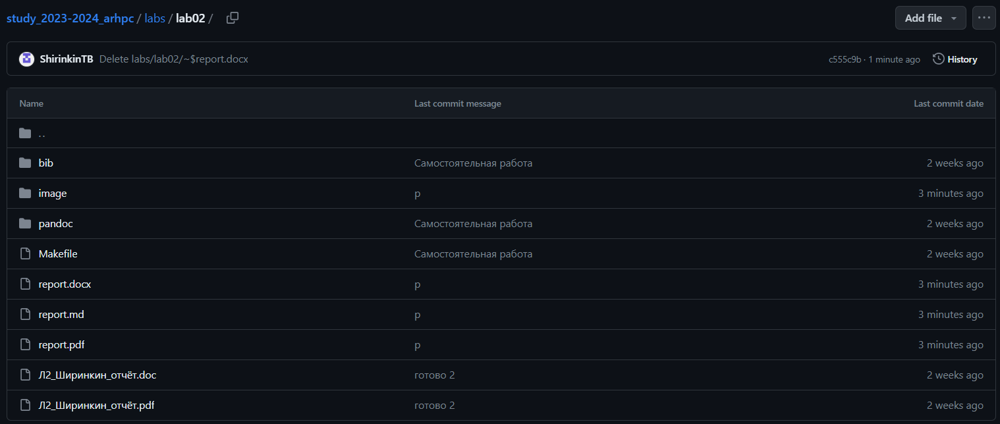 study_2023-2024_arhpc / labs / lab02 / Add file ...
ShirinkinTB Delete labs/lab02/~$report.docx c555c9b · 1 minute ago History
Name Last commit message Last commit date
..
bib Самостоятельная работа 2 weeks ago
image p 3 minutes ago
pandoc Самостоятельная работа 2 weeks ago
Makefile Самостоятельная работа 2 weeks ago
report.docx p 3 minutes ago
report.md p 3 minutes ago
report.pdf p 3 minutes ago
Л2_Ширинкин_отчёт.doc готово 2 2 weeks ago
Л2_Ширинкин_отчёт.pdf готово 2 2 weeks ago